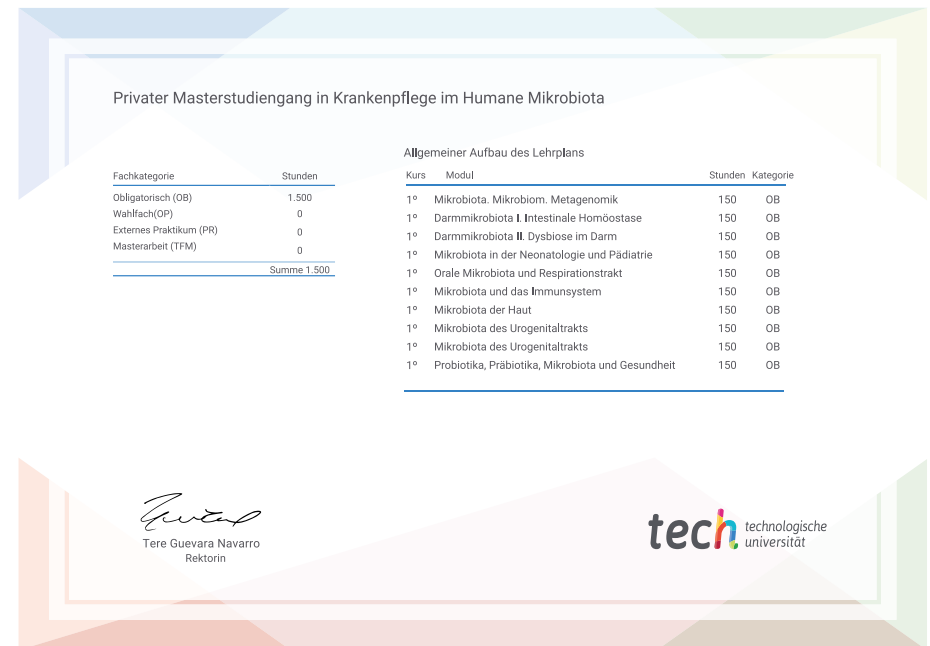 Privater Masterstudiengang in Krankenpflege im Humane Mikrobiota
Fachkategorie Stunden
Obligatorisch (OB) 1.500
Wahlfach(OP) 0
Externes Praktikum (PR) 0
Masterarbeit (TFM) 0
Summe 1.500
Allgemeiner Aufbau des Lehrplans
Kurs Modul Stunden Kategorie
1º Mikrobiota. Mikrobiom. Metagenomik 150 OB
1º Darmmikrobiota I. Intestinale Homöostase 150 OB
1º Darmmikrobiota II. Dysbiose im Darm 150 OB
1º Mikrobiota in der Neonatologie und Pädiatrie 150 OB
1º Orale Mikrobiota und Respirationstrakt 150 OB
1º Mikrobiota und das Immunsystem 150 OB
1º Mikrobiota der Haut 150 OB
1º Mikrobiota des Urogenitaltrakts 150 OB
1º Mikrobiota des Urogenitaltrakts 150 OB
1º Probiotika, Präbiotika, Mikrobiota und Gesundheit 150 OB
Tere Guevara Navarro
Rektorin
tech technologische
universität